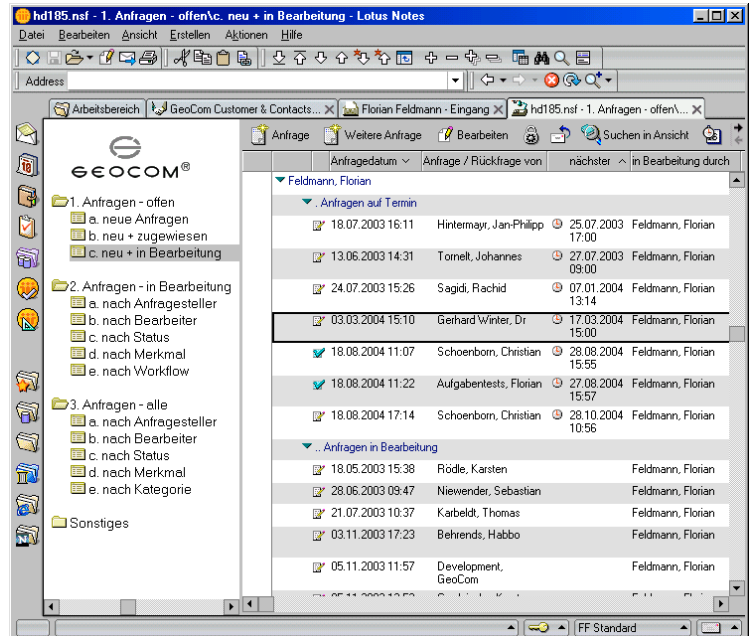 hd185.nsf - 1. Anfragen - offen\c. neu + in Bearbeitung - Lotus Notes
Datei Bearbeiten Ansicht Erstellen Aktionen Hilfe
Address
Arbeitsbereich GeoCom Customer & Contacts... Florian Feldmann - Eingang hd185.nsf - 1. Anfragen - offen\...
Anfrage Weitere Anfrage Bearbeiten Suchen in Ansicht
Anfragedatum Anfrage / Rückfrage von nächster in Bearbeitung durch
GEOCOM®
1. Anfragen - offen
a. neue Anfragen
b. neu + zugewiesen
c. neu + in Bearbeitung
2. Anfragen - in Bearbeitung
a. nach Anfragesteller
b. nach Bearbeiter
c. nach Status
d. nach Merkmal
e. nach Workflow
3. Anfragen - alle
a. nach Anfragesteller
b. nach Bearbeiter
c. nach Status
d. nach Merkmal
e. nach Kategorie
Sonstiges
Feldmann, Florian
. Anfragen auf Termin
18.07.2003 16:11 Hintermayr, Jan-Philipp 25.07.2003 Feldmann, Florian
17:00
13.06.2003 14:31 Tornelt, Johannes 27.07.2003 Feldmann, Florian
09:00
24.07.2003 15:26 Sagidi, Rachid 07.01.2004 Feldmann, Florian
13:14
03.03.2004 15:10 Gerhard Winter, Dr 17.03.2004 Feldmann, Florian
15:00
18.08.2004 11:07 Schoenborn, Christian 28.08.2004 Feldmann, Florian
15:55
18.08.2004 11:22 Aufgabentests, Florian 27.08.2004 Feldmann, Florian
15:57
18.08.2004 17:14 Schoenborn, Christian 28.10.2004 Feldmann, Florian
10:56
.. Anfragen in Bearbeitung
18.05.2003 15:38 Rödle, Karsten Feldmann, Florian
28.06.2003 09:47 Niewender, Sebastian Feldmann, Florian
21.07.2003 10:37 Karbeldt, Thomas Feldmann, Florian
03.11.2003 17:23 Behrends, Habbo Feldmann, Florian
05.11.2003 11:57 Development, Feldmann, Florian
GeoCom
FF Standard